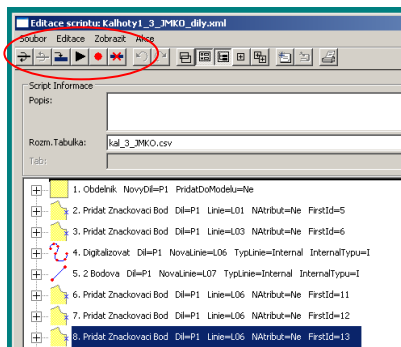 Editace scriptu: Kalhoty1_3_JMKO_dily.xml
Soubor Editace Zobrazit Akce
Script Informace
Popis:
Rozm.Tabulka: kal_3_JMKO.csv
Tab:
1. Obdelnik NovyDil=P1 PridatDoModelu=Ne
2. Pridat Znackovaci Bod Dil=P1 Linie=L01 NAtribut=Ne FirstId=5
3. Pridat Znackovaci Bod Dil=P1 Linie=L03 NAtribut=Ne FirstId=6
4. Digitalizovat Dil=P1 NovaLinie=L06 TypLinie=Internal InternalTypu=I
5. 2 Bodova Dil=P1 NovaLinie=L07 TypLinie=Internal InternalTypu=I
6. Pridat Znackovaci Bod Dil=P1 Linie=L06 NAtribut=Ne FirstId=11
7. Pridat Znackovaci Bod Dil=P1 Linie=L06 NAtribut=Ne FirstId=12
8. Pridat Znackovaci Bod Dil=P1 Linie=L06 NAtribut=Ne FirstId=13